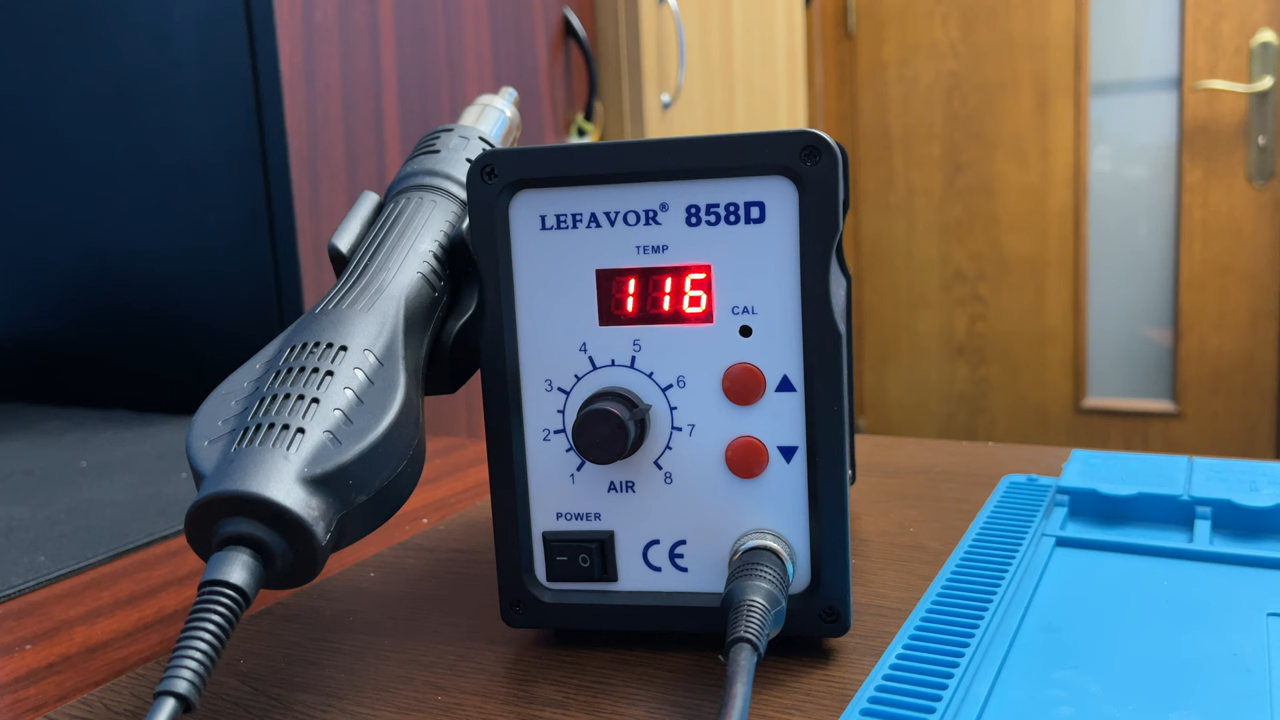 LEFAVOR® 858D
TEMP
116
CAL
4 5
3 6
2 7
1 8
AIR
POWER
– O
CE